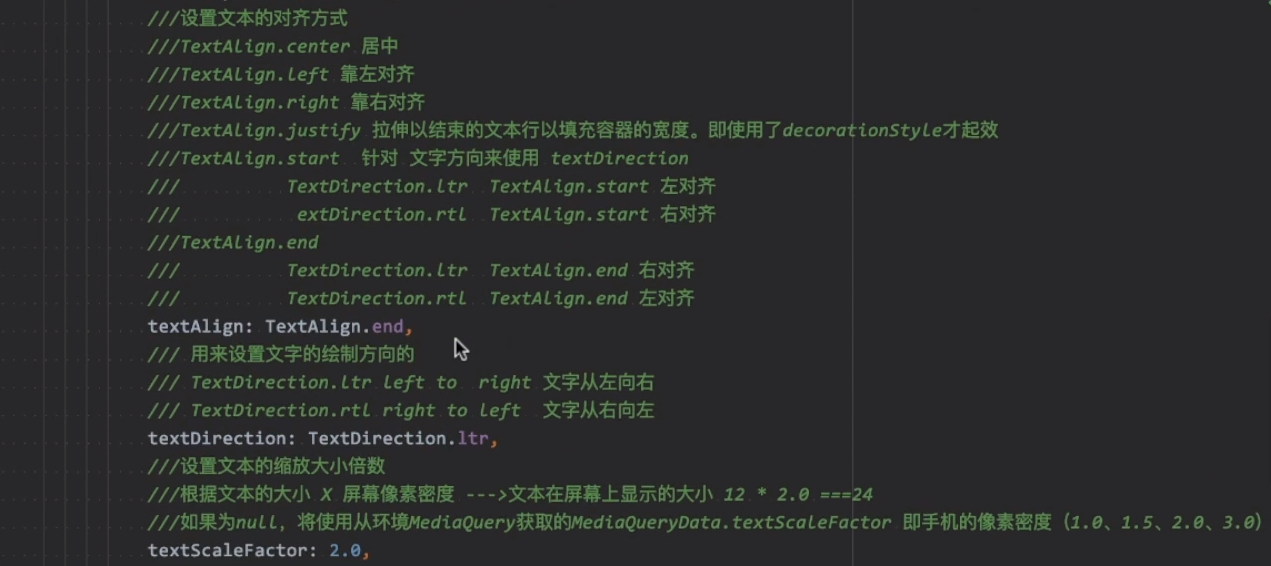 ///设置文本的对齐方式
///TextAlign.center 居中
///TextAlign.left 靠左对齐
///TextAlign.right 靠右对齐
///TextAlign.justify 拉伸以结束的文本行以填充容器的宽度。即使用了decorationStyle才起效
///TextAlign.start  针对 文字方向来使用 textDirection
///          TextDirection.ltr  TextAlign.start 左对齐
///           extDirection.rtl  TextAlign.start 右对齐
///TextAlign.end
///          TextDirection.ltr  TextAlign.end 右对齐
///          TextDirection.rtl  TextAlign.end 左对齐
textAlign: TextAlign.end,
/// 用来设置文字的绘制方向的
/// TextDirection.ltr left to  right 文字从左向右
/// TextDirection.rtl right to left  文字从右向左
textDirection: TextDirection.ltr,
///设置文本的缩放大小倍数
///根据文本的大小 X 屏幕像素密度 --->文本在屏幕上显示的大小 12 * 2.0 ===24
///如果为null，将使用从环境MediaQuery获取的MediaQueryData.textScaleFactor 即手机的像素密度（1.0、1.5、2.0、3.0）
textScaleFactor: 2.0,